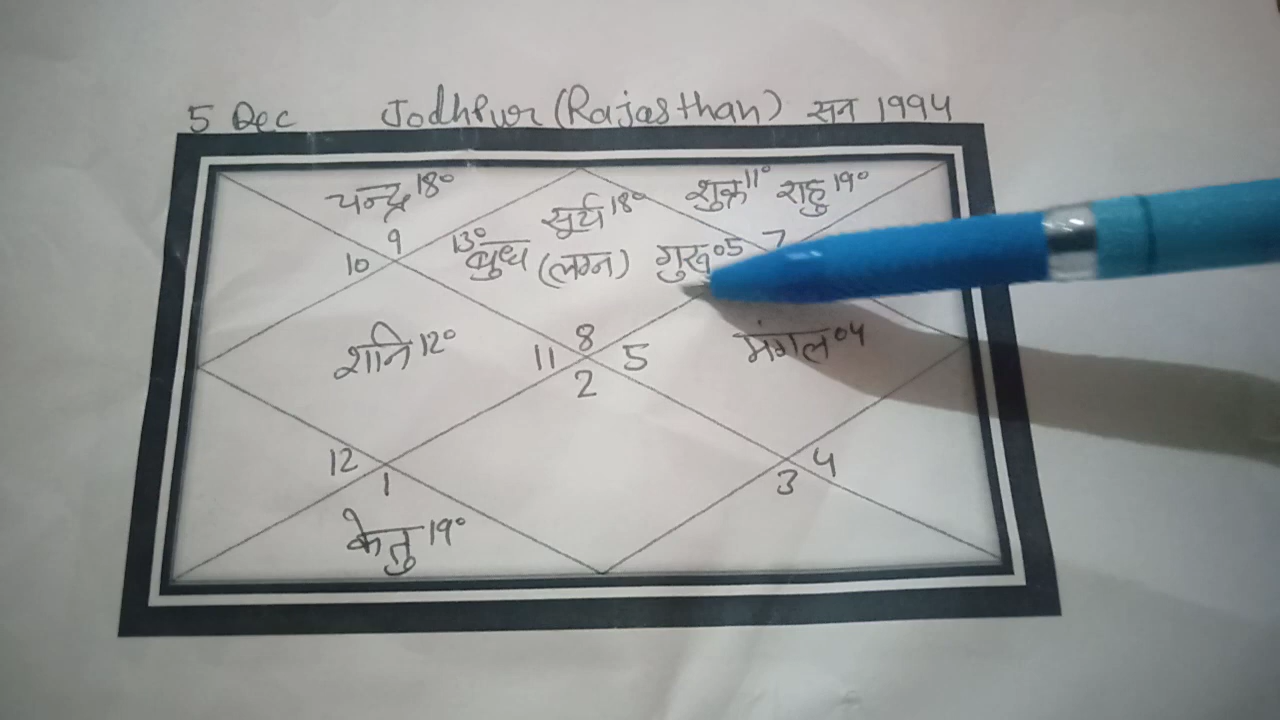 5 Dec Jodhpur (Rajasthan) सन 1994
चन्द्र 18° सूर्य 18° शुक्र 11° राहु 19°
9 13° बुध (लग्न) गुरु 05 7
10
शनि 12° 11 8 5 मंगल 04
2
12 1 3 4
केतु 19°